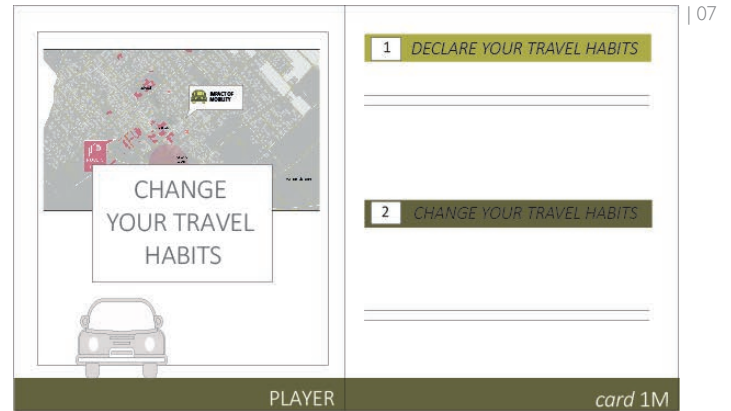 | 07
IMPACT OF
MOBILITY
CHANGE
YOUR TRAVEL
HABITS
PLAYER
1 DECLARE YOUR TRAVEL HABITS
2 CHANGE YOUR TRAVEL HABITS
card 1M